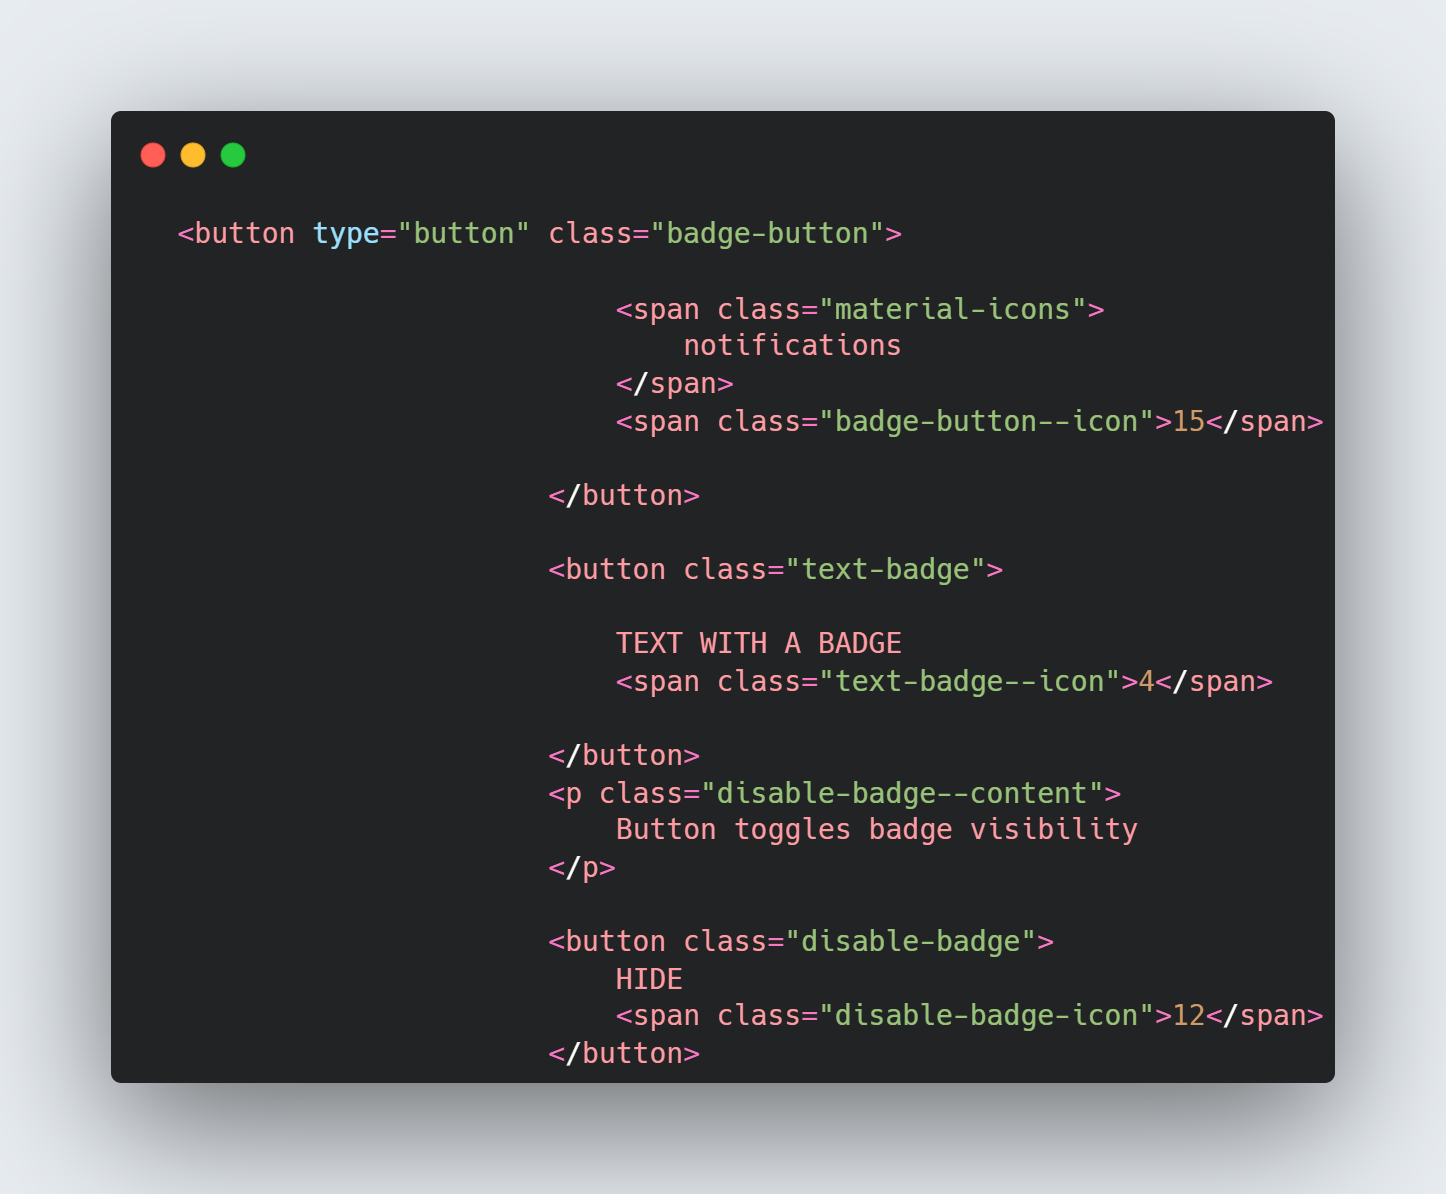 <button type="button" class="badge-button">
<span class="material-icons">
notifications
</span>
<span class="badge-button--icon">15</span>
</button>
<button class="text-badge">
TEXT WITH A BADGE
<span class="text-badge--icon">4</span>
</button>
<p class="disable-badge--content">
Button toggles badge visibility
</p>
<button class="disable-badge">
HIDE
<span class="disable-badge-icon">12</span>
</button>